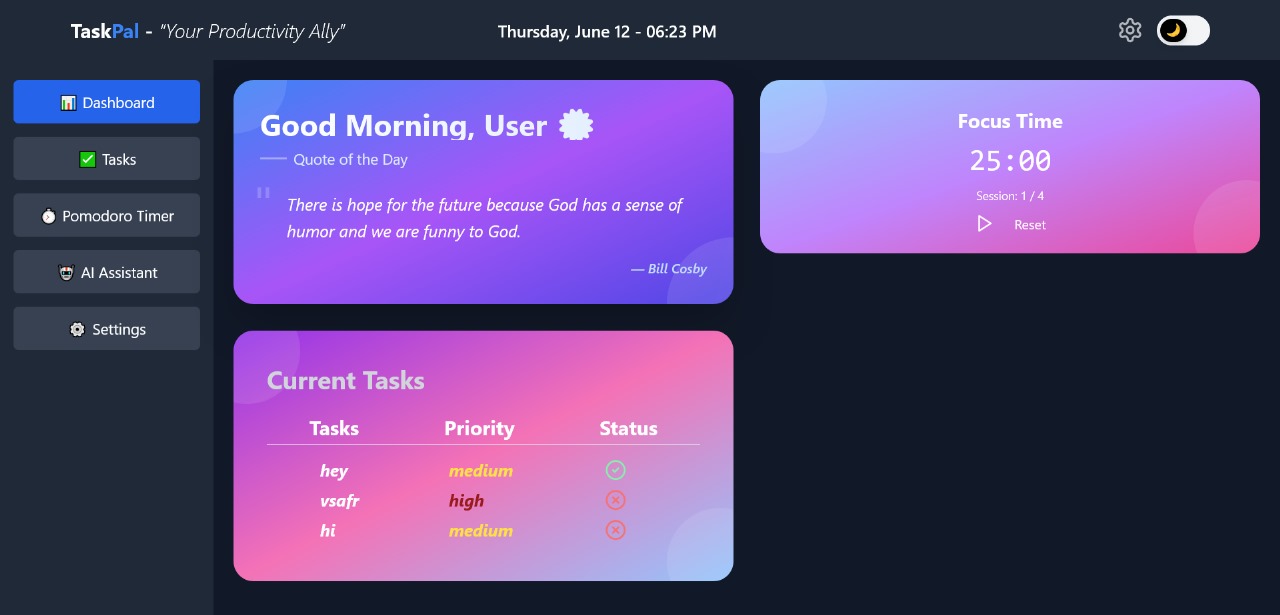 TaskPal - “Your Productivity Ally”
Thursday, June 12 - 06:23 PM
Dashboard
Tasks
Pomodoro Timer
AI Assistant
Settings
Good Morning, User
Quote of the Day
"
There is hope for the future because God has a sense of
humor and we are funny to God.
— Bill Cosby
Focus Time
25:00
Session: 1 / 4
Reset
Current Tasks
Tasks Priority Status
hey medium
vsafr high
hi medium